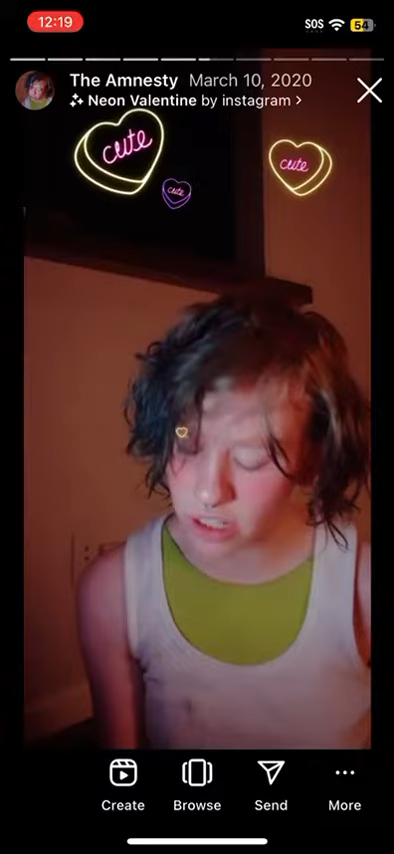 12:19
SOS
54
The Amnesty March 10, 2020
Neon Valentine by instagram >
cute
cute
cute
Create Browse Send More